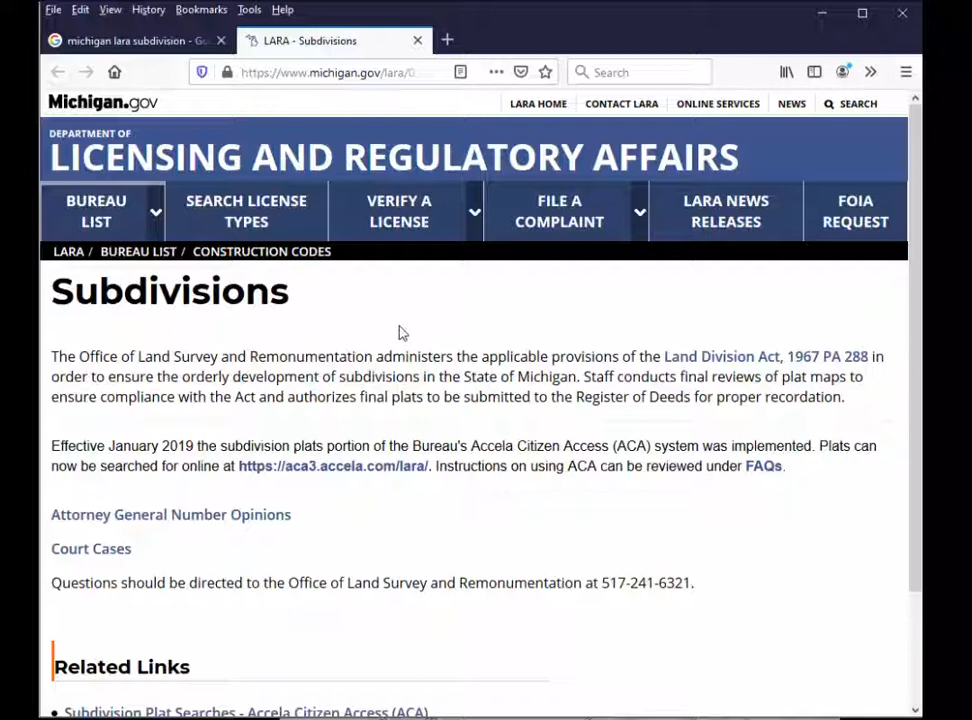 File Edit View History Bookmarks Tools Help
michigan lara subdivision - Go
LARA - Subdivisions
https://www.michigan.gov/lara/0
Search
Michigan.gov
LARA HOME CONTACT LARA ONLINE SERVICES NEWS SEARCH
DEPARTMENT OF
LICENSING AND REGULATORY AFFAIRS
BUREAU LIST
SEARCH LICENSE TYPES
VERIFY A LICENSE
FILE A COMPLAINT
LARA NEWS RELEASES
FOIA REQUEST
LARA / BUREAU LIST / CONSTRUCTION CODES
Subdivisions
The Office of Land Survey and Remonumentation administers the applicable provisions of the Land Division Act, 1967 PA 288 in
order to ensure the orderly development of subdivisions in the State of Michigan. Staff conducts final reviews of plat maps to
ensure compliance with the Act and authorizes final plats to be submitted to the Register of Deeds for proper recordation.
Effective January 2019 the subdivision plats portion of the Bureau's Accela Citizen Access (ACA) system was implemented. Plats can
now be searched for online at https://aca3.accela.com/lara/. Instructions on using ACA can be reviewed under FAQs.
Attorney General Number Opinions
Court Cases
Questions should be directed to the Office of Land Survey and Remonumentation at 517-241-6321.
Related Links
• Subdivision Plat Searches - Accela Citizen Access (ACA)